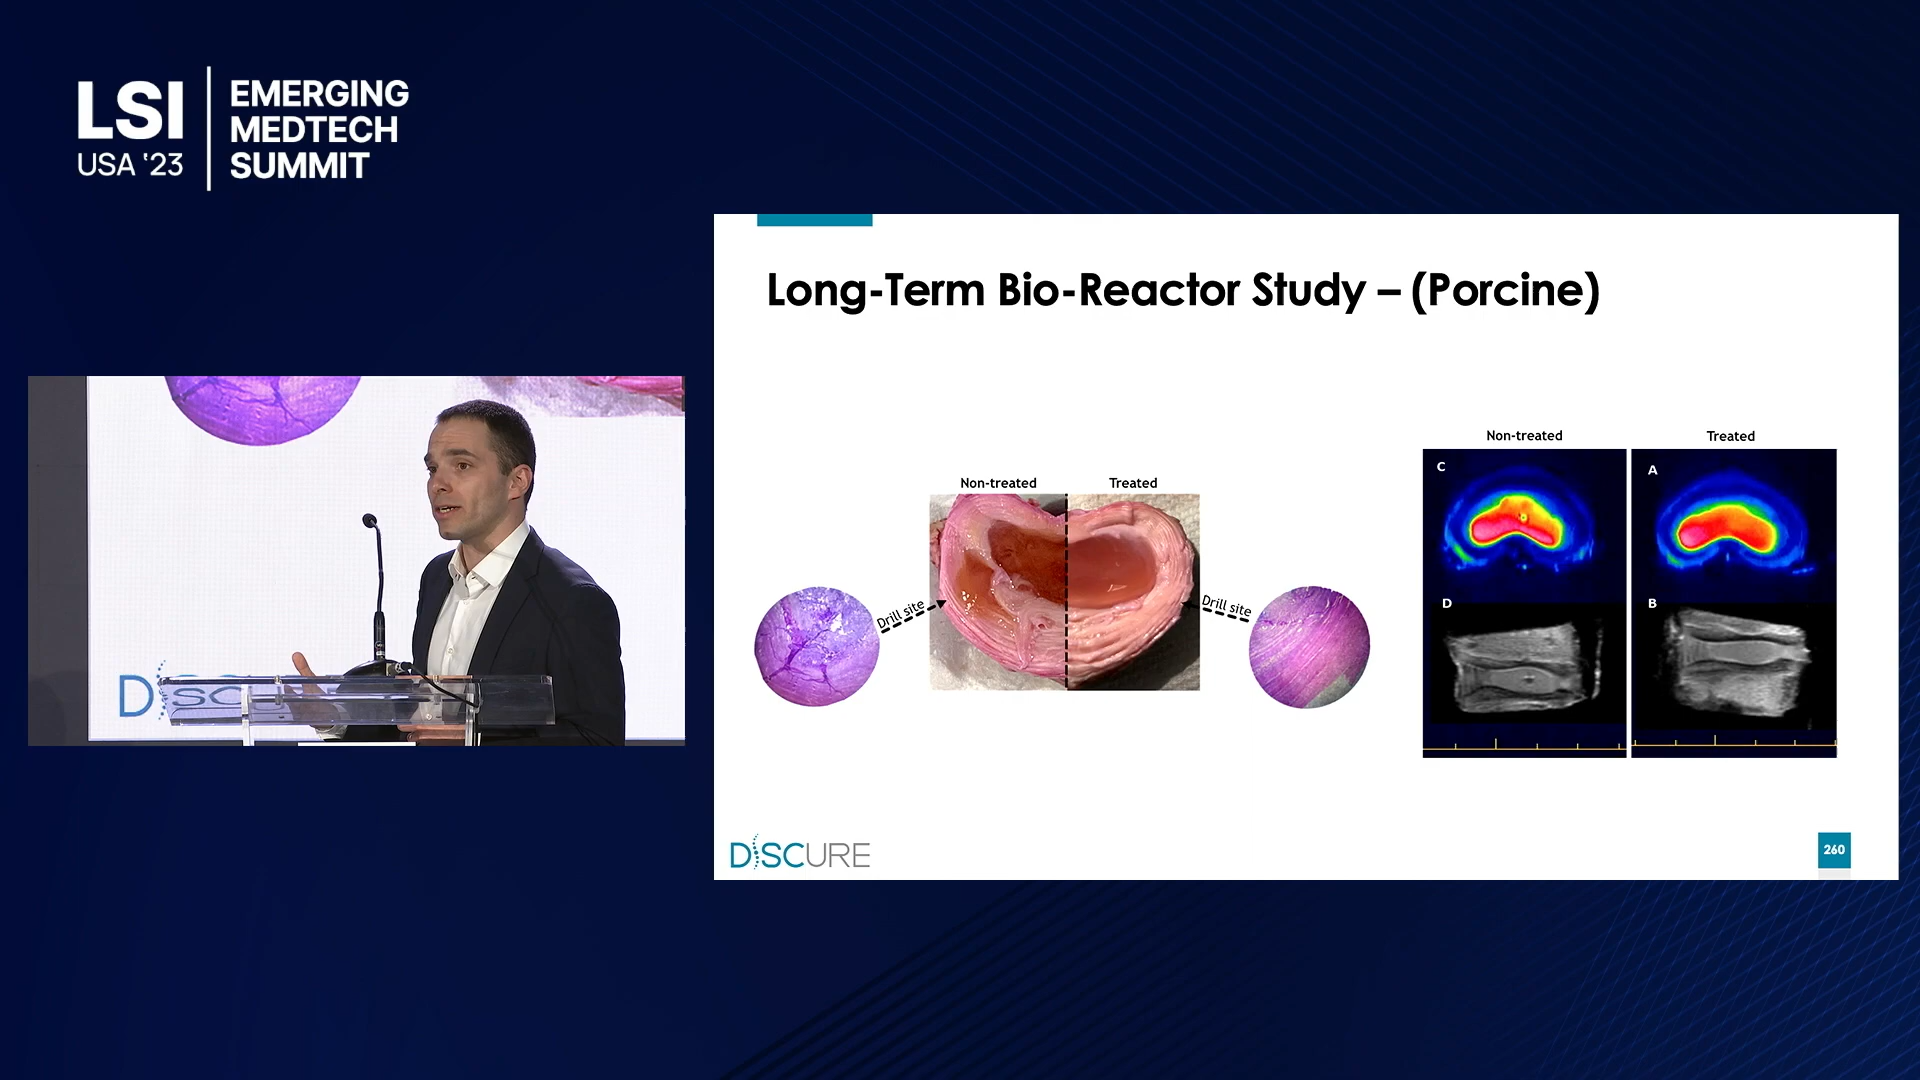 LSI
USA '23
EMERGING
MEDTECH
SUMMIT
Long-Term Bio-Reactor Study – (Porcine)
Non-treated
Treated
Drill site
Drill site
Non-treated
Treated
C
A
D
B
DISCURE
260
DISCU